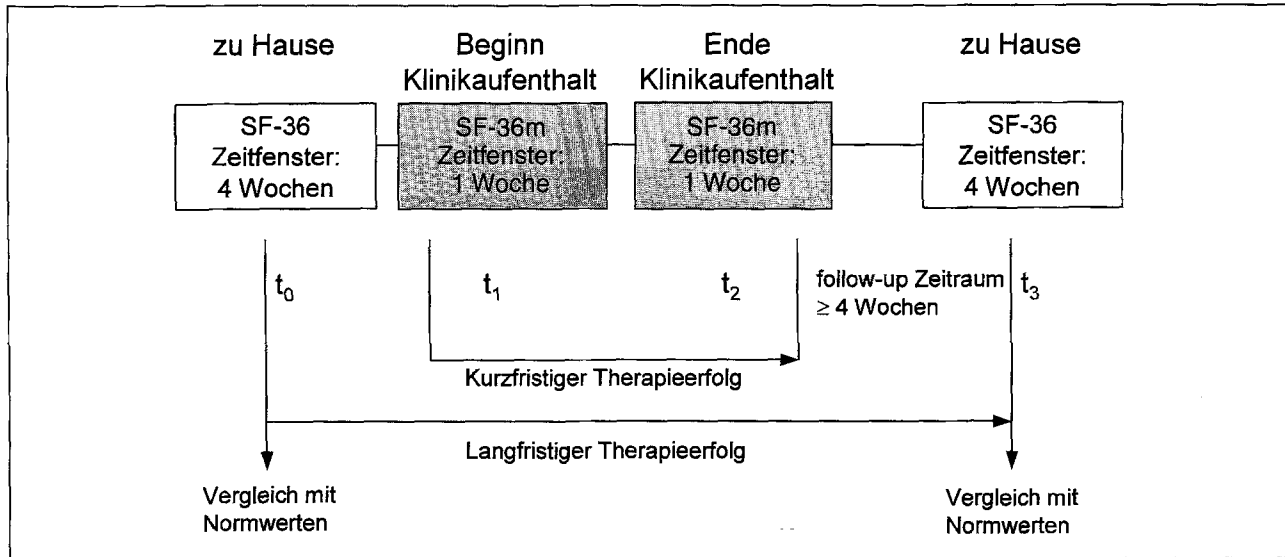 zu Hause
Beginn
Klinikaufenthalt
Ende
Klinikaufenthalt
zu Hause
SF-36
Zeitfenster:
4 Wochen
SF-36m
Zeitfenster:
1 Woche
SF-36m
Zeitfenster:
1 Woche
SF-36
Zeitfenster:
4 Wochen
t₀
t₁
t₂
follow-up Zeitraum
≥ 4 Wochen
t₃
Kurzfristiger Therapieerfolg
Langfristiger Therapieerfolg
Vergleich mit
Normwerten
Vergleich mit
Normwerten